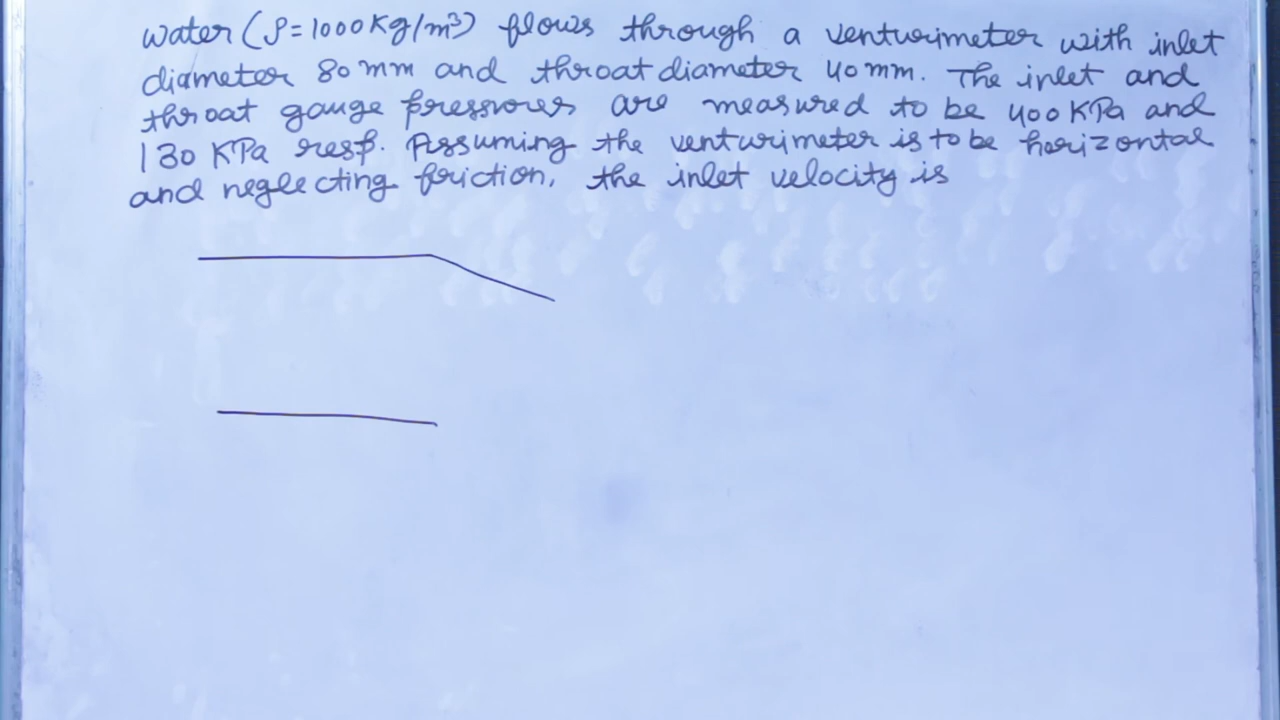 water (ρ=1000 Kg/m³) flows through a venturimeter with inlet
diameter 80 mm and throat diameter 40 mm. The inlet and
throat gauge pressures are measured to be 400 KPa and
130 KPa resp. Assuming the venturimeter is to be horizontal
and neglecting friction, the inlet velocity is